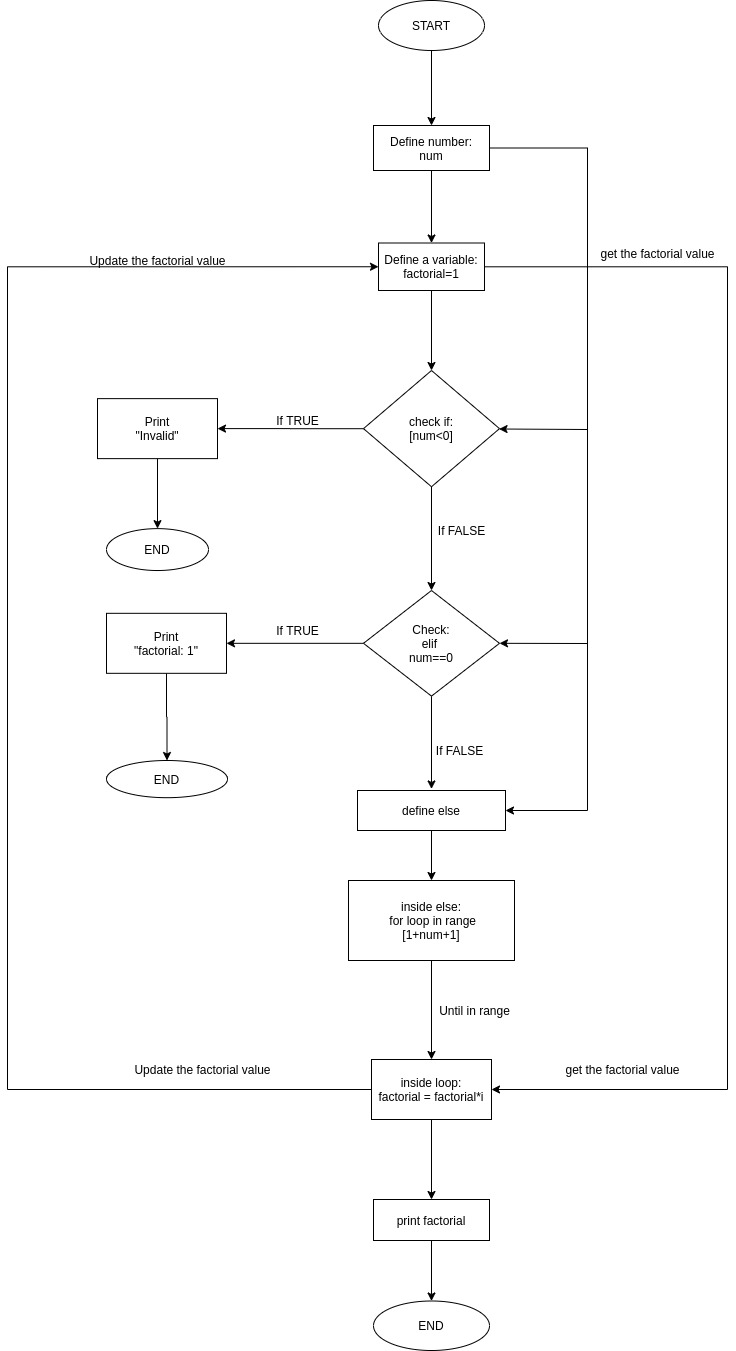 START
Define number:
num
Update the factorial value
Define a variable:
factorial=1
get the factorial value
Print
"Invalid"
If TRUE
check if:
[num<0]
END
If FALSE
Print
"factorial: 1"
If TRUE
Check:
elif
num==0
If FALSE
END
define else
inside else:
for loop in range
[1+num+1]
Until in range
Update the factorial value
inside loop:
factorial = factorial*i
get the factorial value
print factorial
END